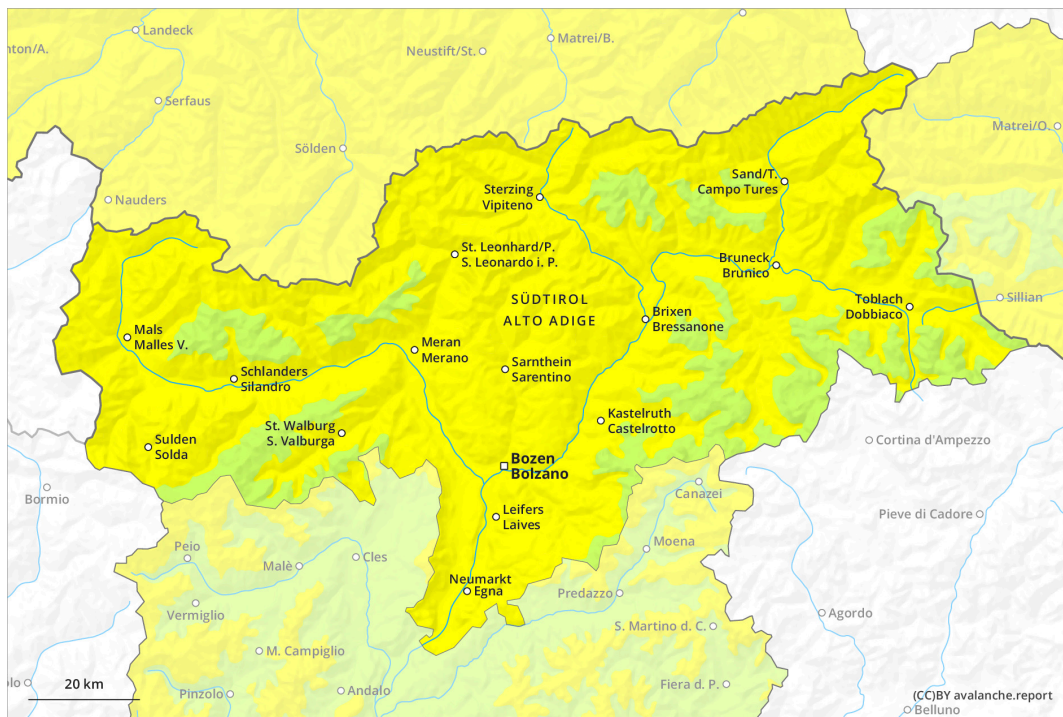 Landeck
nton/A.
Neustift/St.
Matrei/B.
Serfaus
Matrei/O.
Sölden
Sand/T.
Campo Tures
Sterzing
Vipiteno
Nauders
St. Leonhard/P.
S. Leonardo i. P.
Bruneck
Brunico
SÜDTIROL
ALTO ADIGE
Toblach
Dobbiaco
Sillian
Brixen
Bressanone
Mals
Malles V.
Meran
Merano
Sarnthein
Sarentino
Schlanders
Silandro
St. Walburg
S. Valburga
Kastelruth
Castelrotto
Sulden
Solda
Cortina d'Ampezzo
Bozen
Bolzano
Bormio
Canazei
Leifers
Laives
Pieve di Cadore
Peio
Cles
Malè
Moena
Neumarkt
Egna
Predazzo
Vermiglio
Agordo
S. Martino d. C.
M. Campiglio
20 km
olo
Pinzolo
Andalo
Fiera d. P.
(CC)BY avalanche.report
Belluno